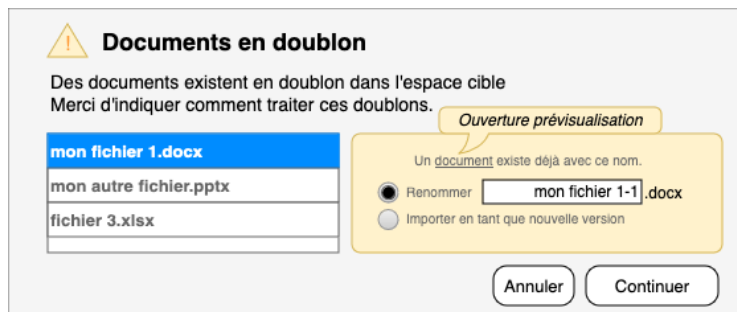 Documents en doublon
Des documents existent en doublon dans l'espace cible
Merci d'indiquer comment traiter ces doublons.
Ouverture prévisualisation
mon fichier 1.docx
mon autre fichier.pptx
fichier 3.xlsx
Un document existe déjà avec ce nom.
Renommer mon fichier 1-1 .docx
Importer en tant que nouvelle version
Annuler Continuer